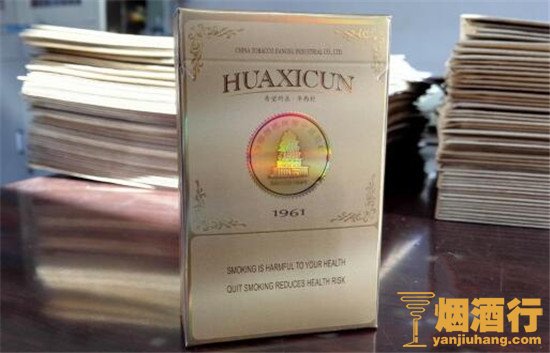 CHINA TOBACCO JIANGSU INDUSTRIAL CO., LTD.
HUAXICUN
1961
SMOKING IS HARMFUL TO YOUR HEALTH
QUIT SMOKING REDUCES HEALTH RISK
烟酒行
yanjiuhang.com